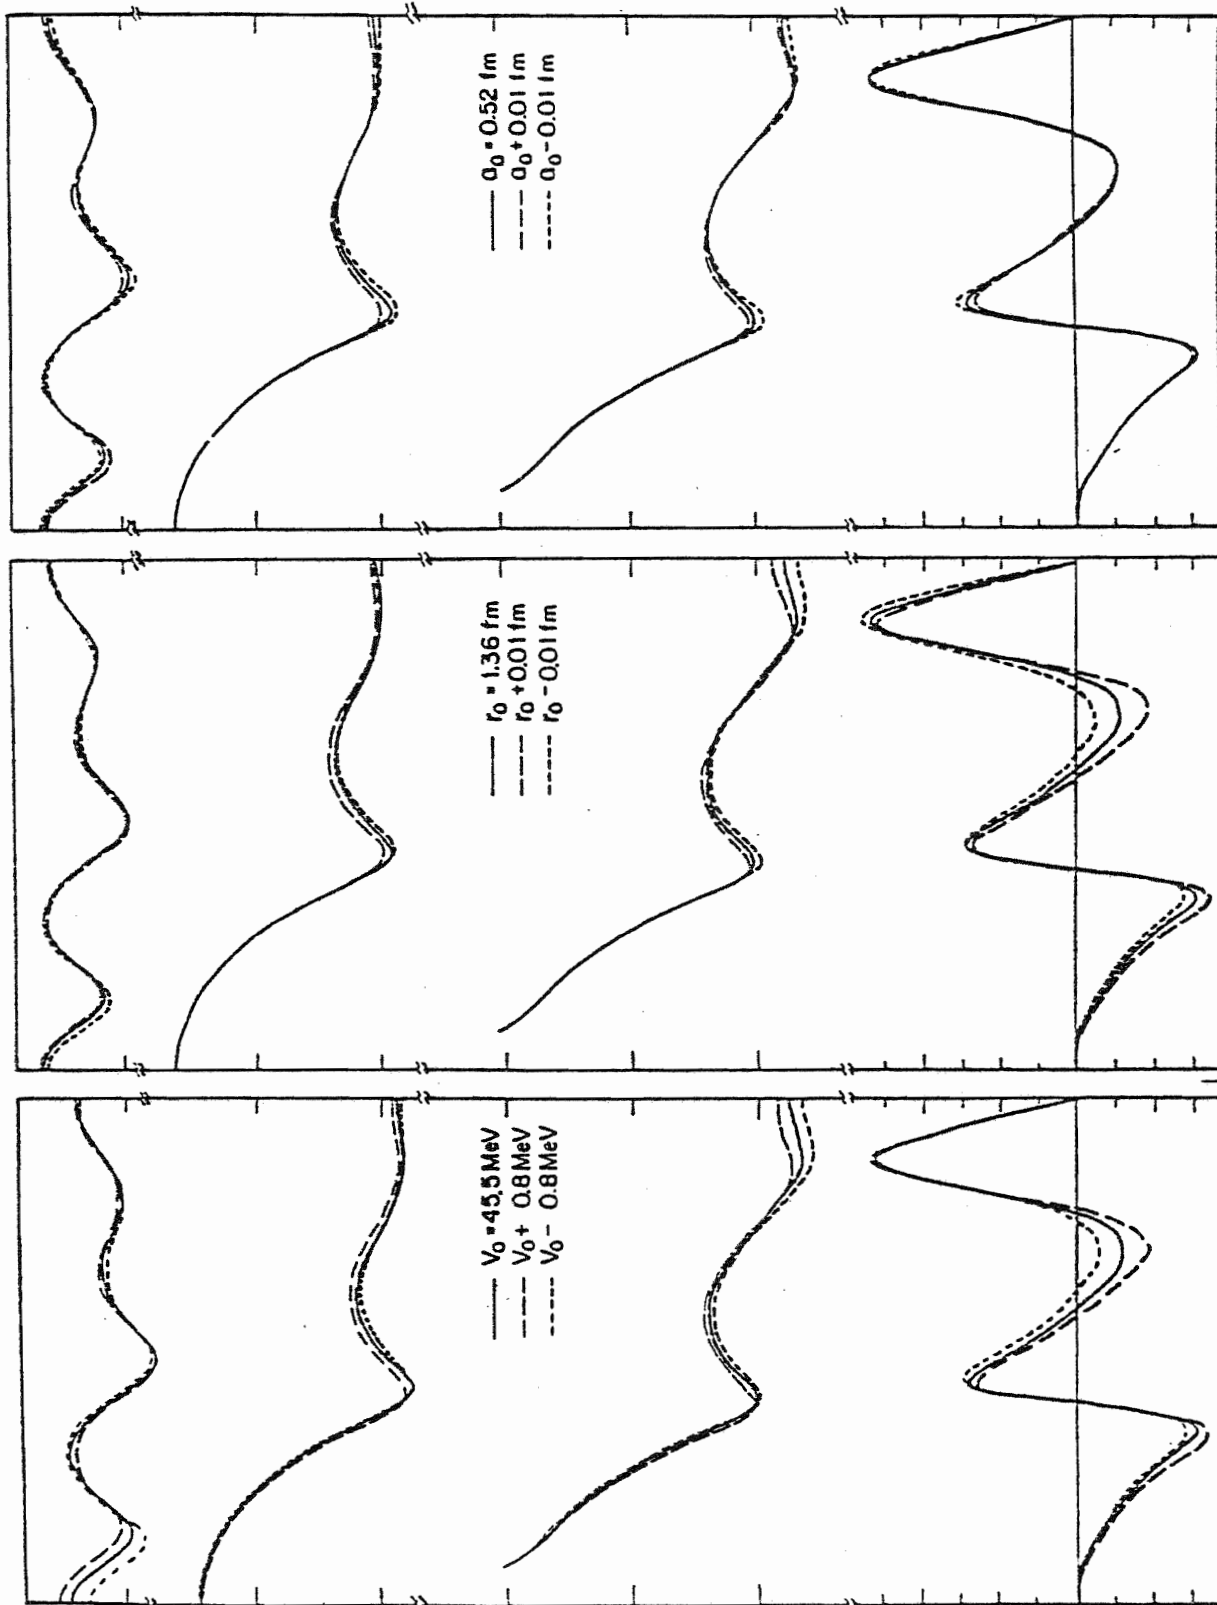 V₀ = 45.5 MeV
V₀ + 0.8 MeV
V₀ - 0.8 MeV
r₀ = 1.36 fm
r₀ + 0.01 fm
r₀ - 0.01 fm
a₀ = 0.52 fm
a₀ + 0.01 fm
a₀ - 0.01 fm